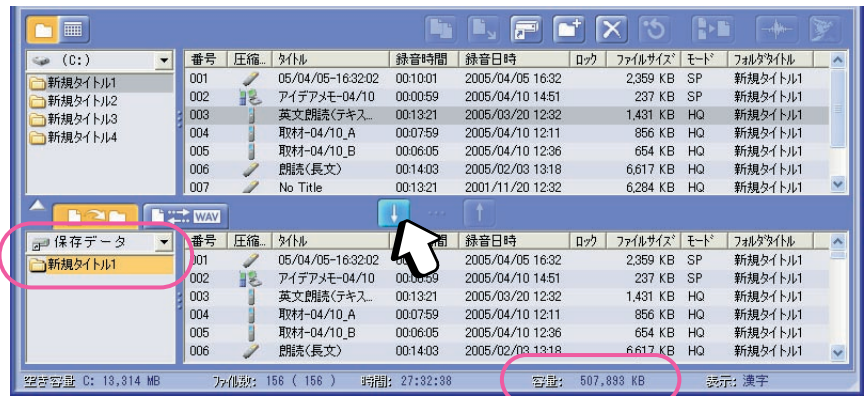 (C:)
新規タイトル1
新規タイトル2
新規タイトル3
新規タイトル4
番号 圧縮... タイトル 録音時間 録音日時 ロック ファイルサイズ モード フォルダタイトル
001 05/04/05-16:32:02 00:10:01 2005/04/05 16:32 2,359 KB SP 新規タイトル1
002 アイデアメモ-04/10 00:00:59 2005/04/10 14:51 237 KB SP 新規タイトル1
003 英文朗読(テキス... 00:13:21 2005/03/20 12:32 1,431 KB HQ 新規タイトル1
004 取材-04/10_A 00:07:59 2005/04/10 12:11 856 KB HQ 新規タイトル1
005 取材-04/10_B 00:06:05 2005/04/10 12:36 654 KB HQ 新規タイトル1
006 朗読(長文) 00:14:03 2005/02/03 13:18 6,617 KB HQ 新規タイトル1
007 No Title 00:13:21 2001/11/20 12:32 6,284 KB HQ 新規タイトル1
WAV
保存データ
新規タイトル1
番号 圧縮... タイトル 間 録音日時 ロック ファイルサイズ モード フォルダタイトル
001 05/04/05-16:32:02 2005/04/05 16:32 2,359 KB SP 新規タイトル1
002 アイデアメモ-04/10 00:00:59 2005/04/10 14:51 237 KB SP 新規タイトル1
003 英文朗読(テキス... 00:13:21 2005/03/20 12:32 1,431 KB HQ 新規タイトル1
004 取材-04/10_A 00:07:59 2005/04/10 12:11 856 KB HQ 新規タイトル1
005 取材-04/10_B 00:06:05 2005/04/10 12:36 654 KB HQ 新規タイトル1
006 朗読(長文) 00:14:03 2005/02/03 13:18 6,617 KB HQ 新規タイトル1
空き容量 C: 13,314 MB ファイル数: 156 ( 156 ) 時間: 27:32:38 容量: 507,893 KB 表示: 漢字